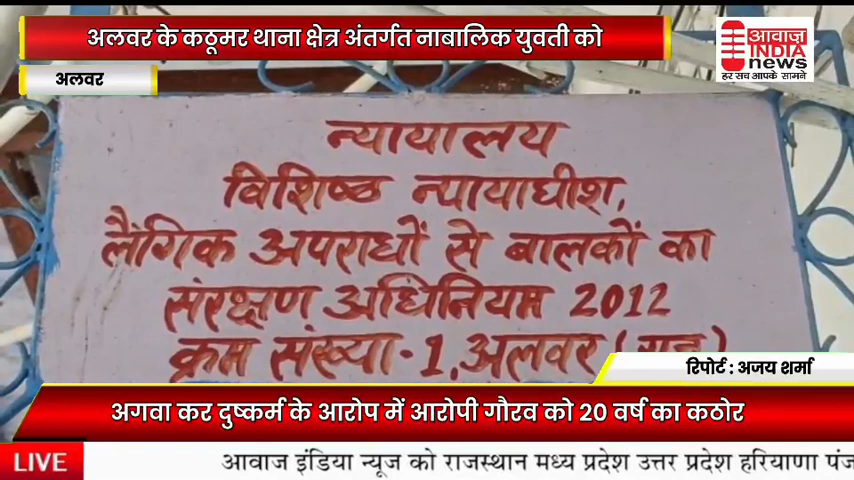 अलवर के कठूमर थाना क्षेत्र अंतर्गत नाबालिक युवती को
आवाज़
INDIA
news
हर सच आपके सामने
अलवर
न्यायालय
विशिष्ठ न्यायाधीश,
लैंगिक अपराधों से बालकों का
संरक्षण अधिनियम 2012
क्रम संख्या-1, अलवर (
रिपोर्ट : अजय शर्मा
अगवा कर दुष्कर्म के आरोप में आरोपी गौरव को 20 वर्ष का कठोर
LIVE
आवाज इंडिया न्यूज को राजस्थान मध्य प्रदेश उत्तर प्रदेश हरियाणा पंज